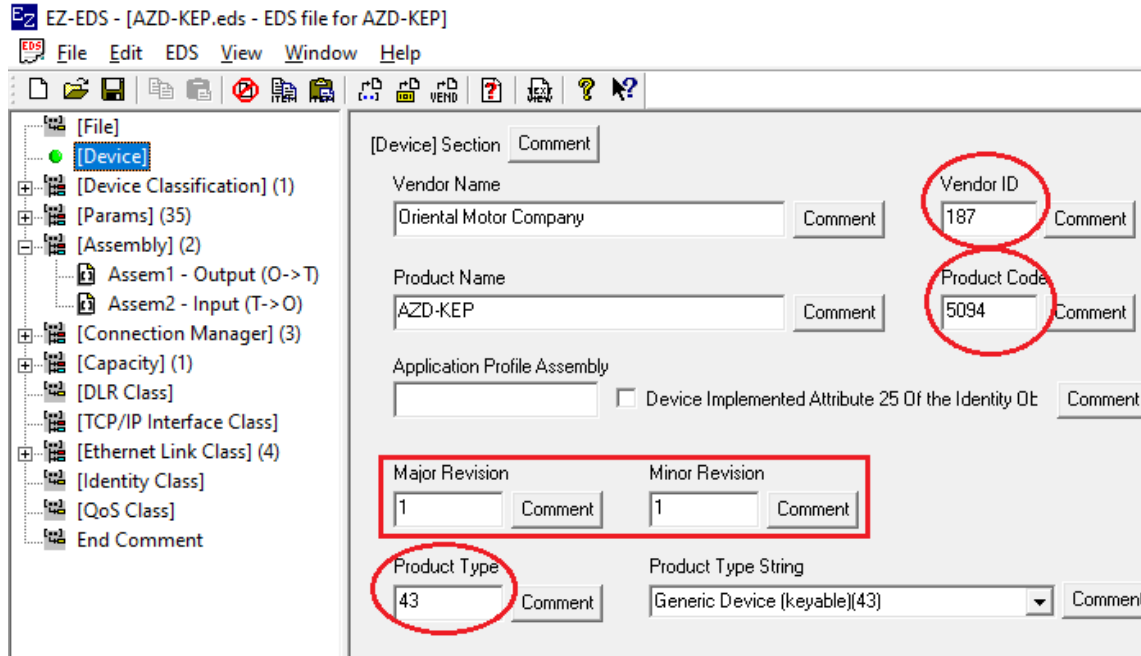 EZ-EDS - [AZD-KEP.eds - EDS file for AZD-KEP]
File Edit EDS View Window Help
[File]
[Device]
[Device Classification] (1)
[Params] (35)
[Assembly] (2)
Assem1 - Output (O->T)
Assem2 - Input (T->O)
[Connection Manager] (3)
[Capacity] (1)
[DLR Class]
[TCP/IP Interface Class]
[Ethernet Link Class] (4)
[Identity Class]
[QoS Class]
End Comment
[Device] Section Comment
Vendor Name Vendor ID
Oriental Motor Company Comment 187 Comment
Product Name Product Code
AZD-KEP Comment 5094 Comment
Application Profile Assembly
Device Implemented Attribute 25 Of the Identity Comment
Major Revision Minor Revision
1 Comment 1 Comment
Product Type Product Type String
43 Comment Generic Device (keyable)(43) Comment